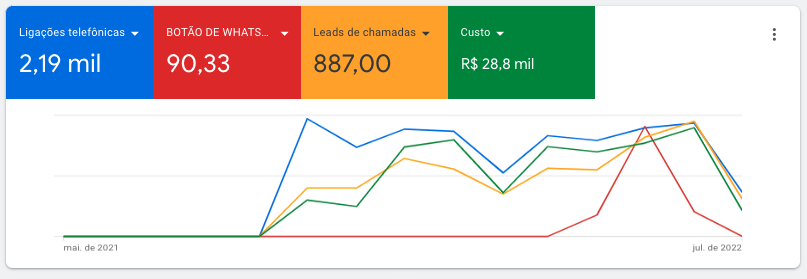 Ligações telefônicas
2,19 mil
BOTÃO DE WHATS...
90,33
Leads de chamadas
887,00
Custo
R$ 28,8 mil
mai. de 2021
jul. de 2022